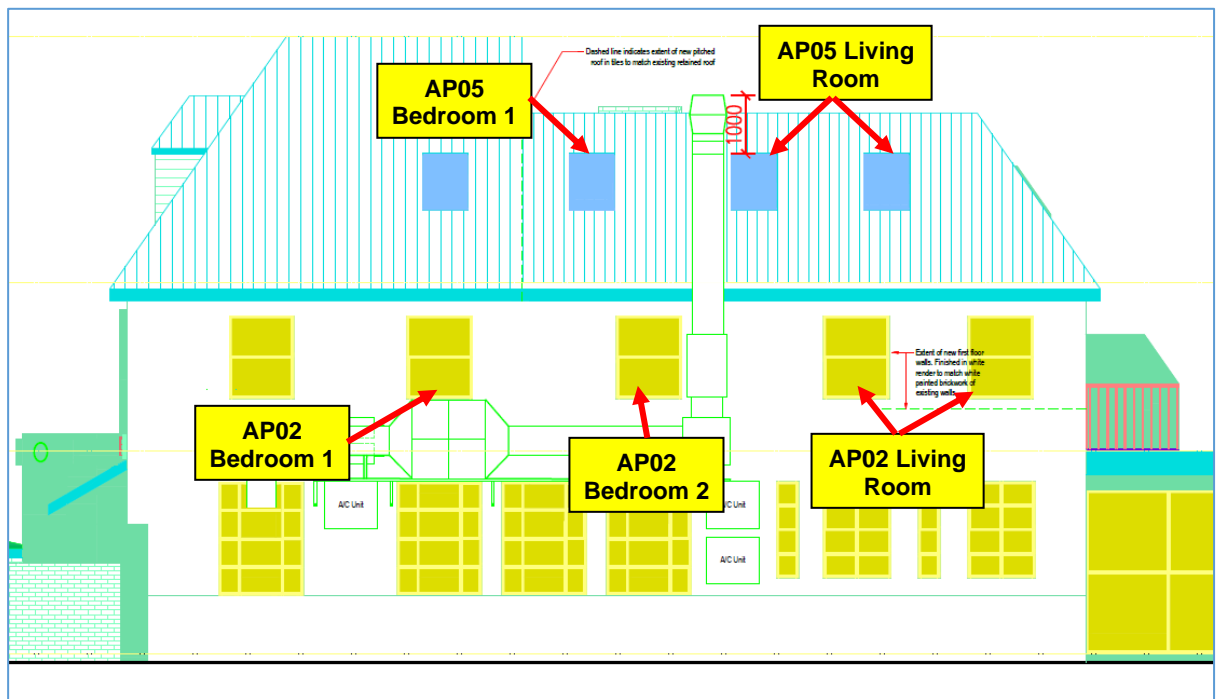 Dashed line indicates extent of new pitched
roof in tiles to match existing retained roof
AP05
Bedroom 1
AP05 Living
Room
1000
Extent of new first floor
walls. Finished in white
render to match white
painted brickwork of
existing walls
AP02
Bedroom 1
AP02
Bedroom 2
AP02 Living
Room
A/C Unit
A/C Unit
A/C Unit